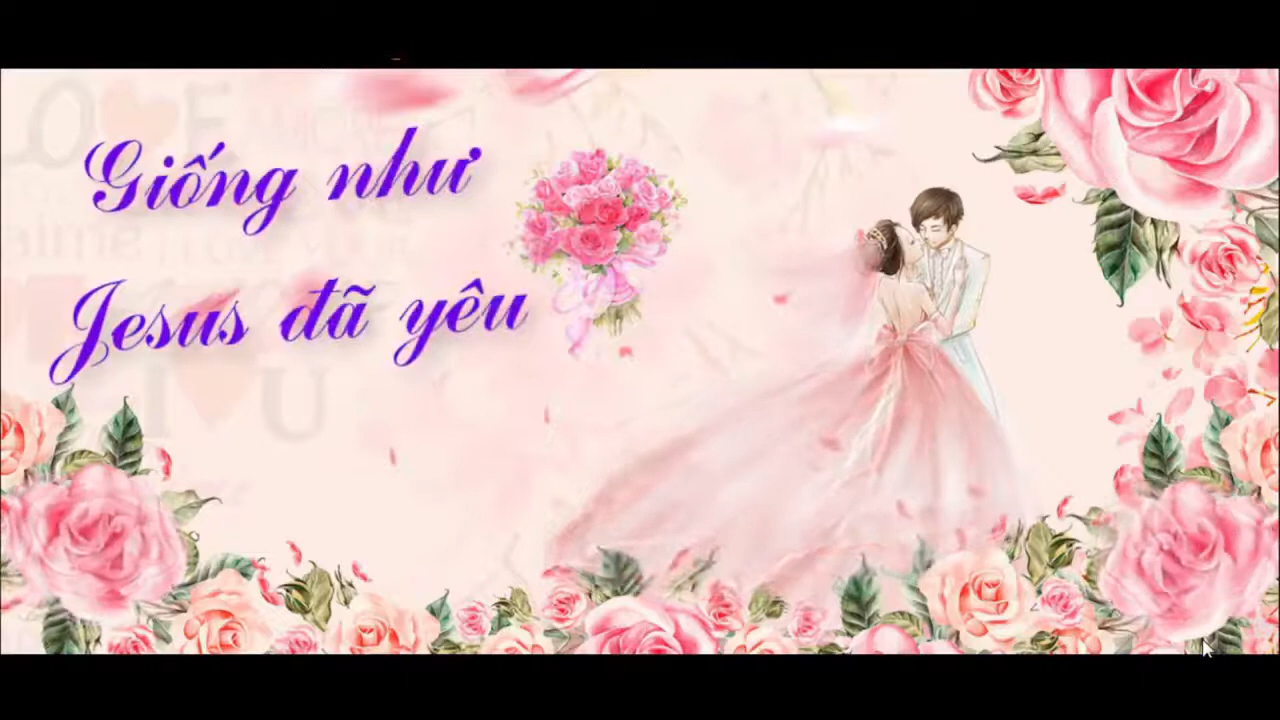 Giống như
Jesus đã yêu
I U